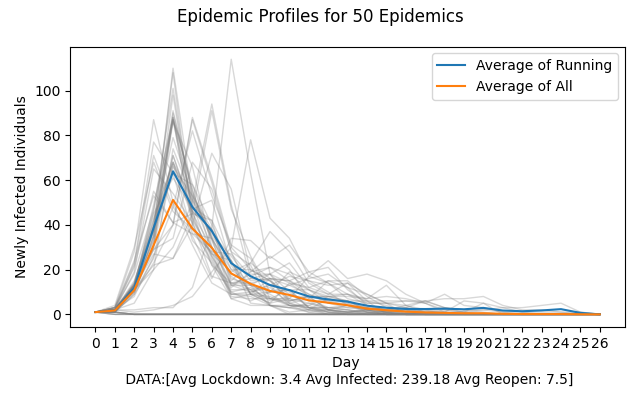 Epidemic Profiles for 50 Epidemics
Average of Running
Average of All
Newly Infected Individuals
100
80
60
40
20
0
0 1 2 3 4 5 6 7 8 9 10 11 12 13 14 15 16 17 18 19 20 21 22 23 24 25 26
Day
DATA:[Avg Lockdown: 3.4 Avg Infected: 239.18 Avg Reopen: 7.5]